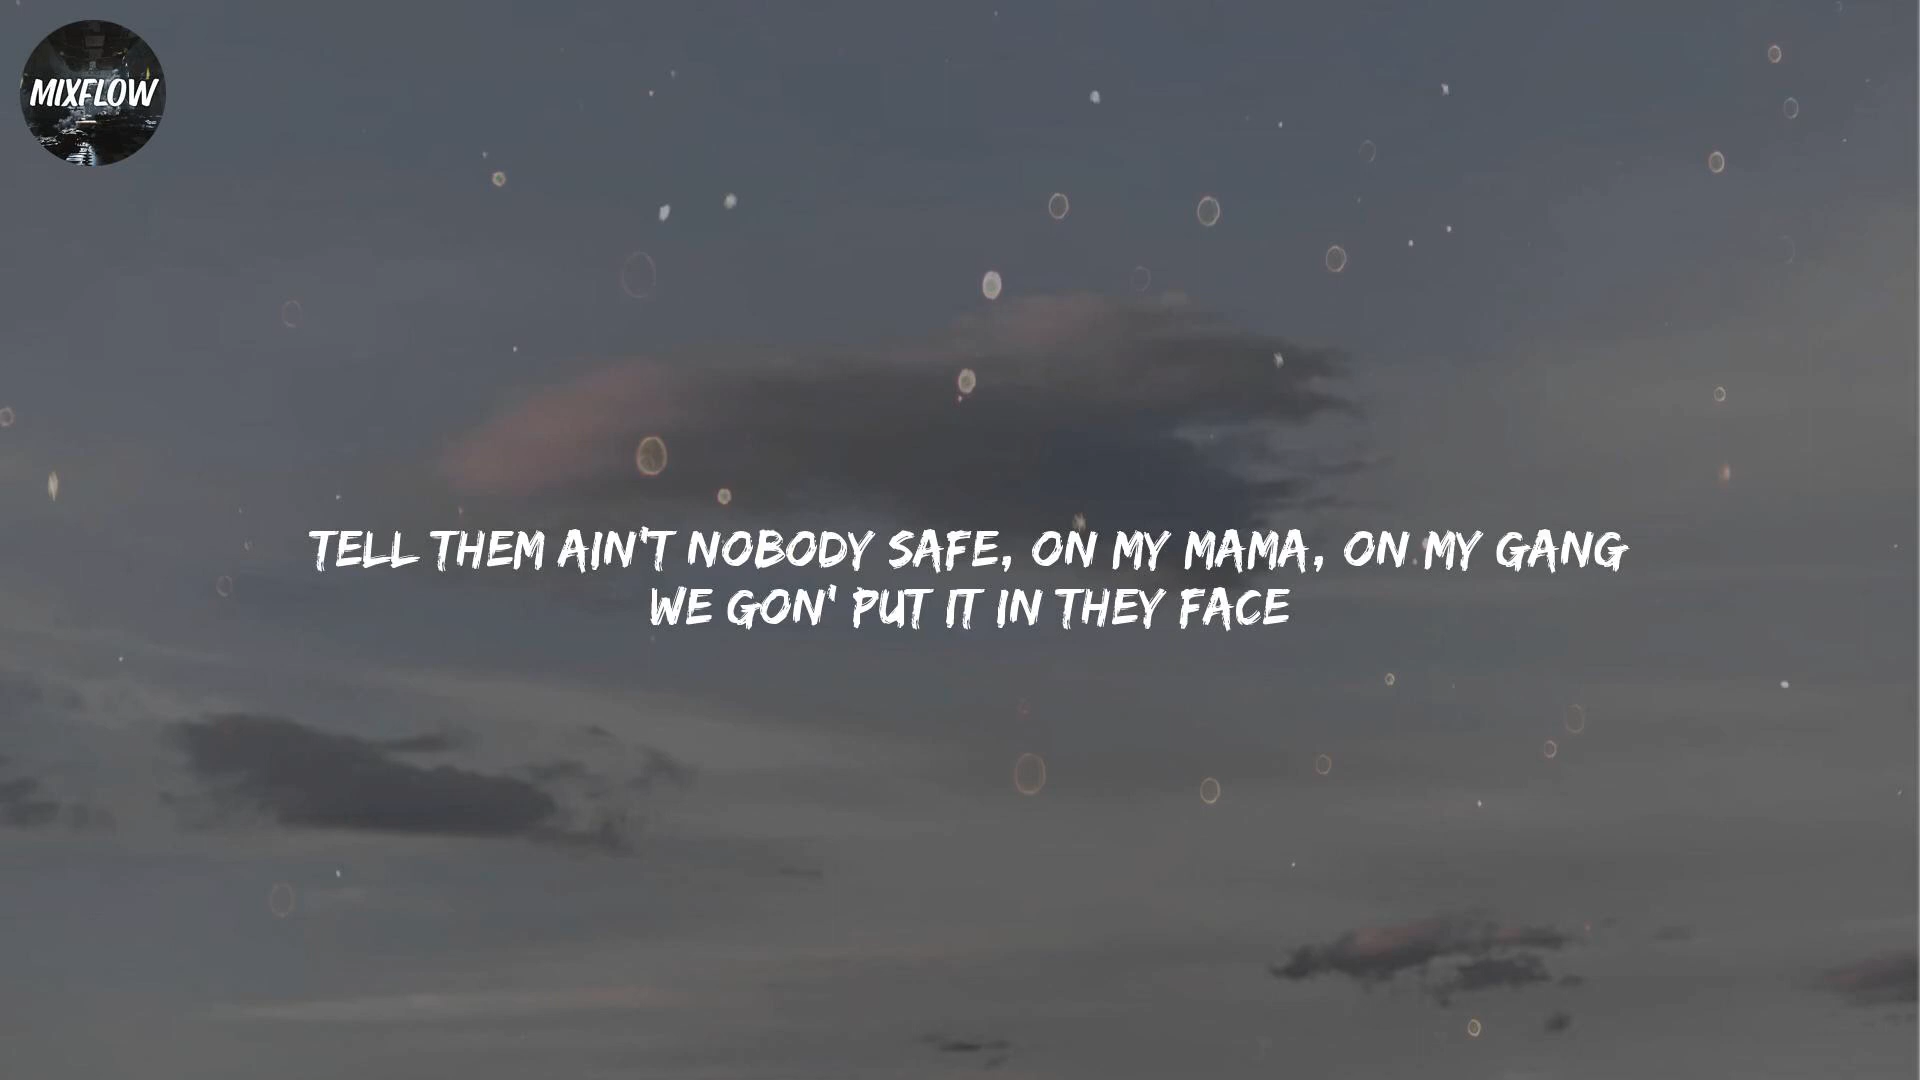 MIXFLOW
TELL THEM AIN'T NOBODY SAFE, ON MY MAMA, ON MY GANG
WE GON' PUT IT IN THEY FACE